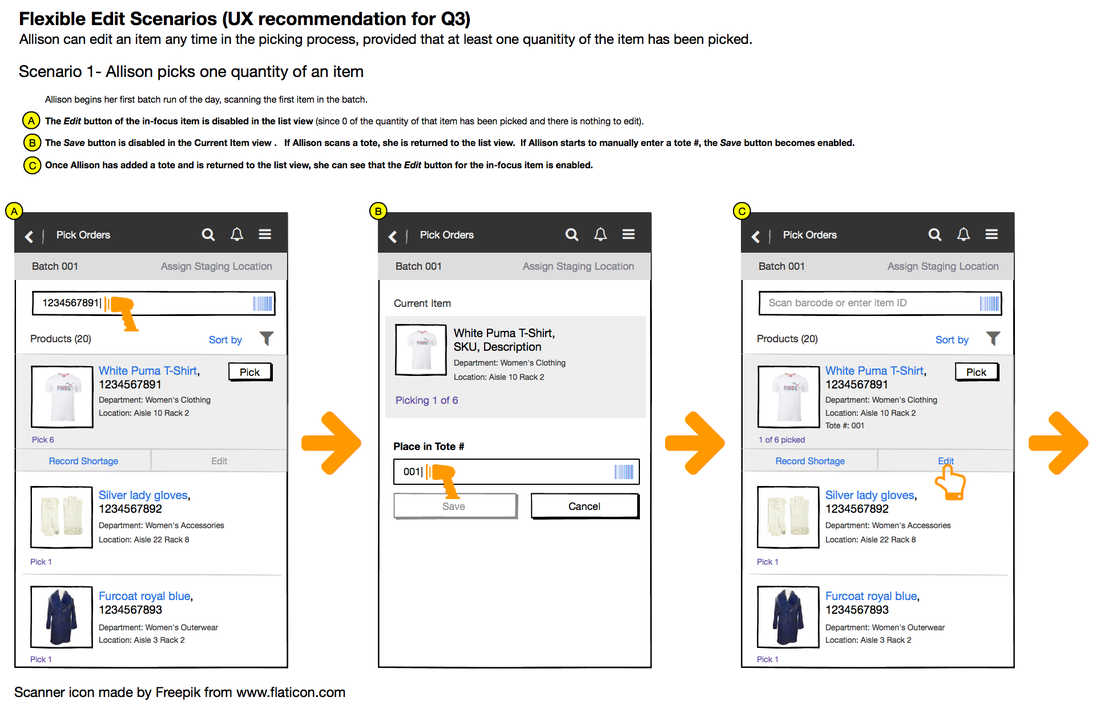 Flexible Edit Scenarios (UX recommendation for Q3)
Allison can edit an item any time in the picking process, provided that at least one quanitity of the item has been picked.
Scenario 1- Allison picks one quantity of an item
Allison begins her first batch run of the day, scanning the first item in the batch.
A The Edit button of the in-focus item is disabled in the list view (since 0 of the quantity of that item has been picked and there is nothing to edit).
B The Save button is disabled in the Current Item view . If Allison scans a tote, she is returned to the list view. If Allison starts to manually enter a tote #, the Save button becomes enabled.
C Once Allison has added a tote and is returned to the list view, she can see that the Edit button for the in-focus item is enabled.
A
Pick Orders
Batch 001 Assign Staging Location
1234567891
Products (20) Sort by
White Puma T-Shirt, Pick
1234567891
Department: Women's Clothing
Location: Aisle 10 Rack 2
Pick 6
Record Shortage Edit
Silver lady gloves,
1234567892
Department: Women's Accessories
Location: Aisle 22 Rack 8
Pick 1
Furcoat royal blue,
1234567893
Department: Women's Outerwear
Location: Aisle 3 Rack 2
Pick 1
B
Pick Orders
Batch 001 Assign Staging Location
Current Item
White Puma T-Shirt,
SKU, Description
Department: Women's Clothing
Location: Aisle 10 Rack 2
Picking 1 of 6
Place in Tote #
001
Save Cancel
C
Pick Orders
Batch 001 Assign Staging Location
Scan barcode or enter item ID
Products (20) Sort by
White Puma T-Shirt, Pick
1234567891
Department: Women's Clothing
Location: Aisle 10 Rack 2
Tote #: 001
1 of 6 picked
Record Shortage Edit
Silver lady gloves,
1234567892
Department: Women's Accessories
Location: Aisle 22 Rack 8
Pick 1
Furcoat royal blue,
1234567893
Department: Women's Outerwear
Location: Aisle 3 Rack 2
Pick 1
Scanner icon made by Freepik from www.flaticon.com